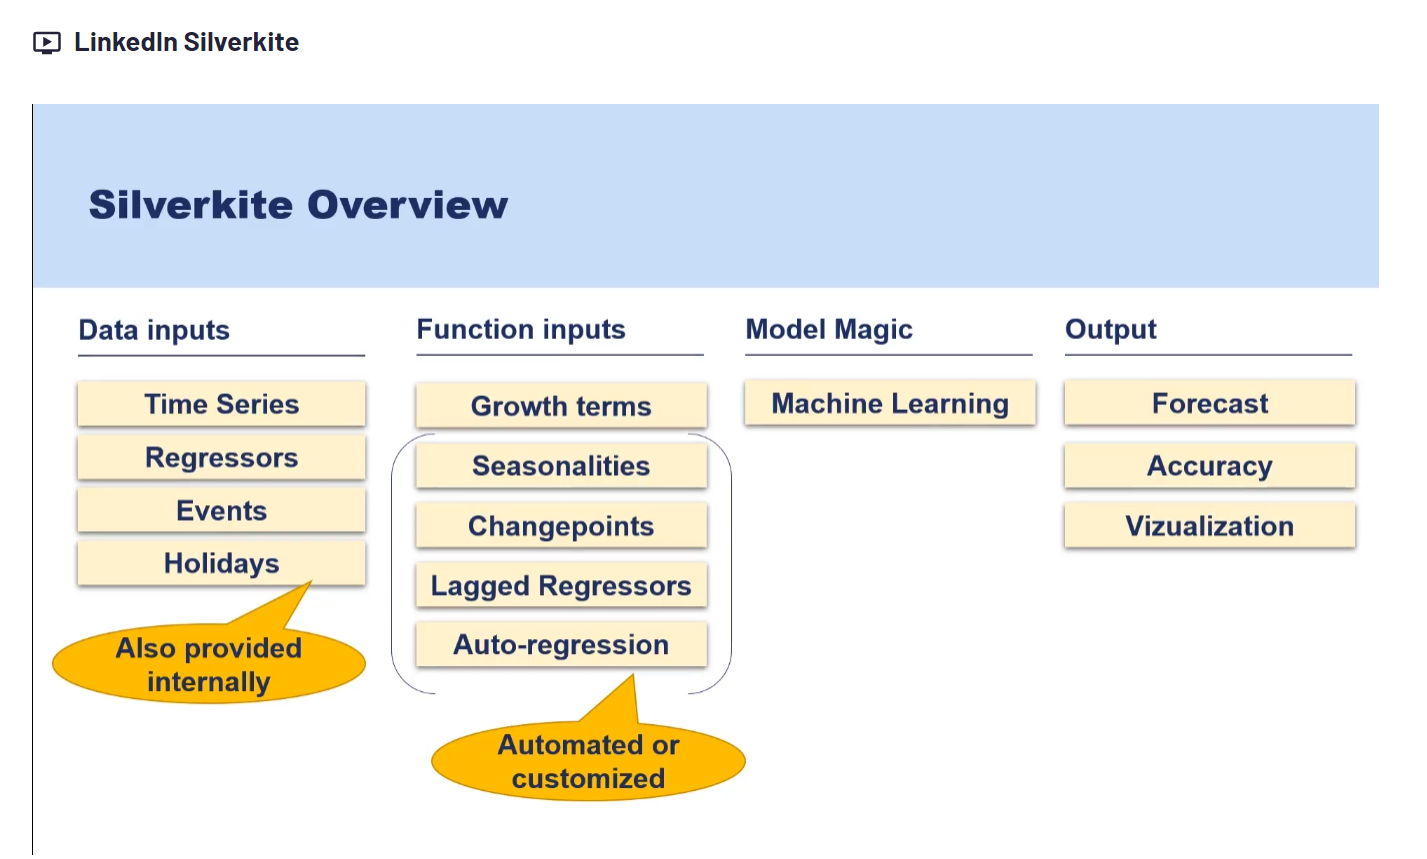 LinkedIn Silverkite
Silverkite Overview
Data inputs
Time Series
Regressors
Events
Holidays
Also provided
internally
Function inputs
Growth terms
Seasonalities
Changepoints
Lagged Regressors
Auto-regression
Automated or
customized
Model Magic
Machine Learning
Output
Forecast
Accuracy
Vizualization